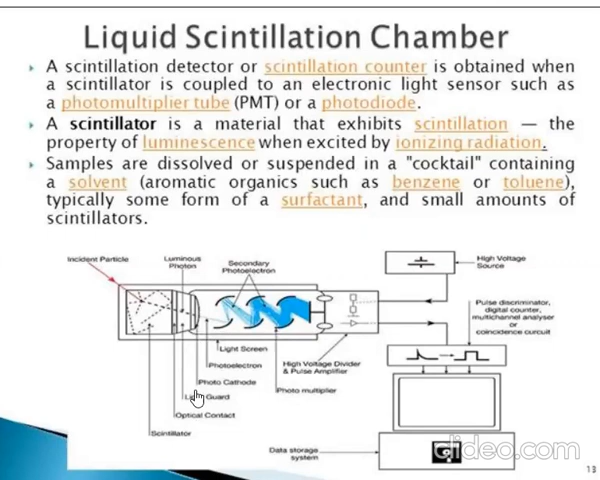 Liquid Scintillation Chamber
A scintillation detector or scintillation counter is obtained when
a scintillator is coupled to an electronic light sensor such as
a photomultiplier tube (PMT) or a photodiode.
A scintillator is a material that exhibits scintillation — the
property of luminescence when excited by ionizing radiation.
Samples are dissolved or suspended in a "cocktail" containing
a solvent (aromatic organics such as benzene or toluene),
typically some form of a surfactant, and small amounts of
scintillators.
Incident Particle
Luminous
Photon
Secondary
Photoelectron
High Voltage
Source
Pulse discriminator,
digital counter,
multichannel analyser
or
coincidence curcuit
Light Screen
Photoelectron
High Voltage Divider
& Pulse Amplifier
Photo Cathode
Photo multiplier
Guard
Optical Contact
Scintillator
Data storage
system
clideo.com
13